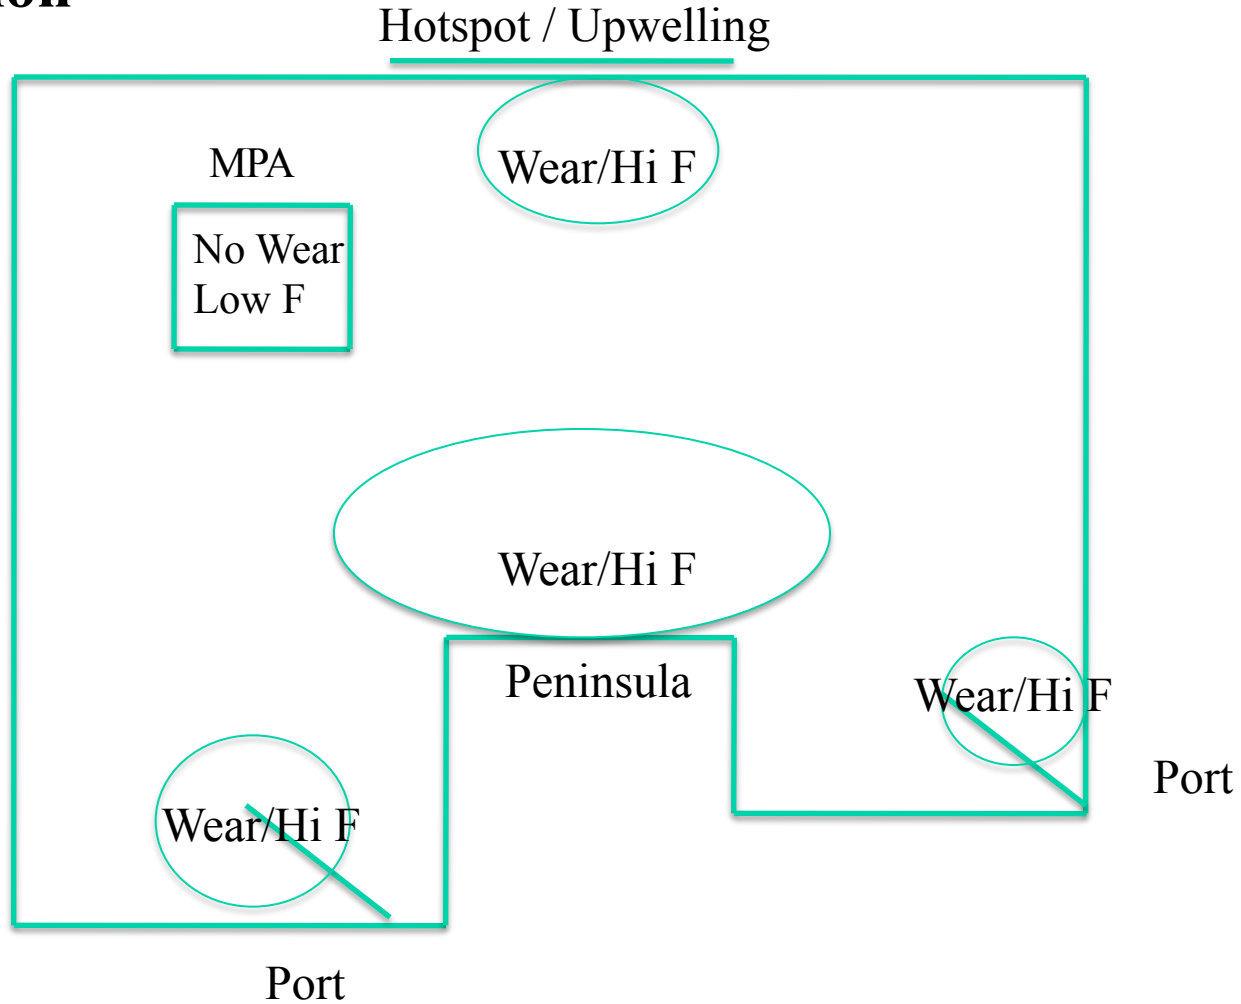 Hotspot / Upwelling
MPA
Wear/Hi F
No Wear
Low F
Wear/Hi F
Peninsula
Wear/Hi F
Port
Wear/Hi F
Port